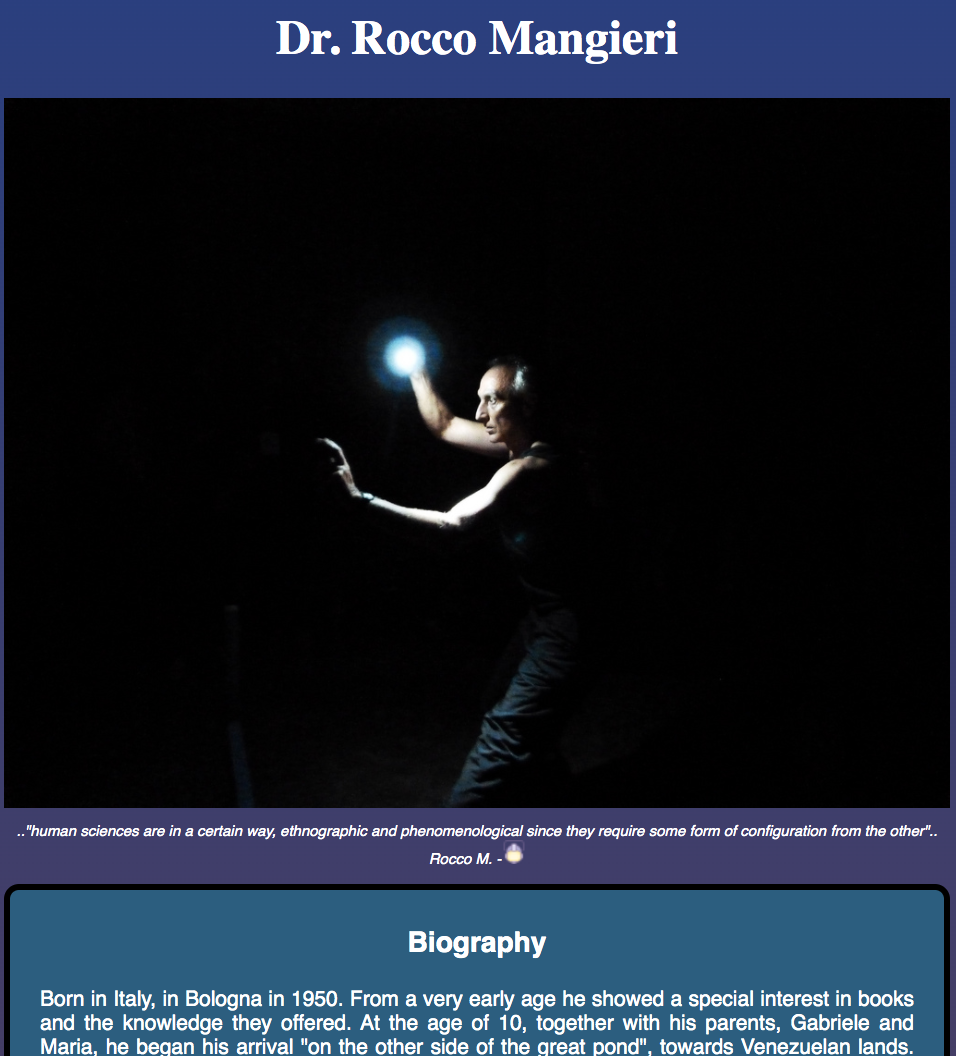 Dr. Rocco Mangieri
.."human sciences are in a certain way, ethnographic and phenomenological since they require some form of configuration from the other"..
Rocco M. -
Biography
Born in Italy, in Bologna in 1950. From a very early age he showed a special interest in books
and the knowledge they offered. At the age of 10, together with his parents, Gabriele and
Maria, he began his arrival "on the other side of the great pond", towards Venezuelan lands.